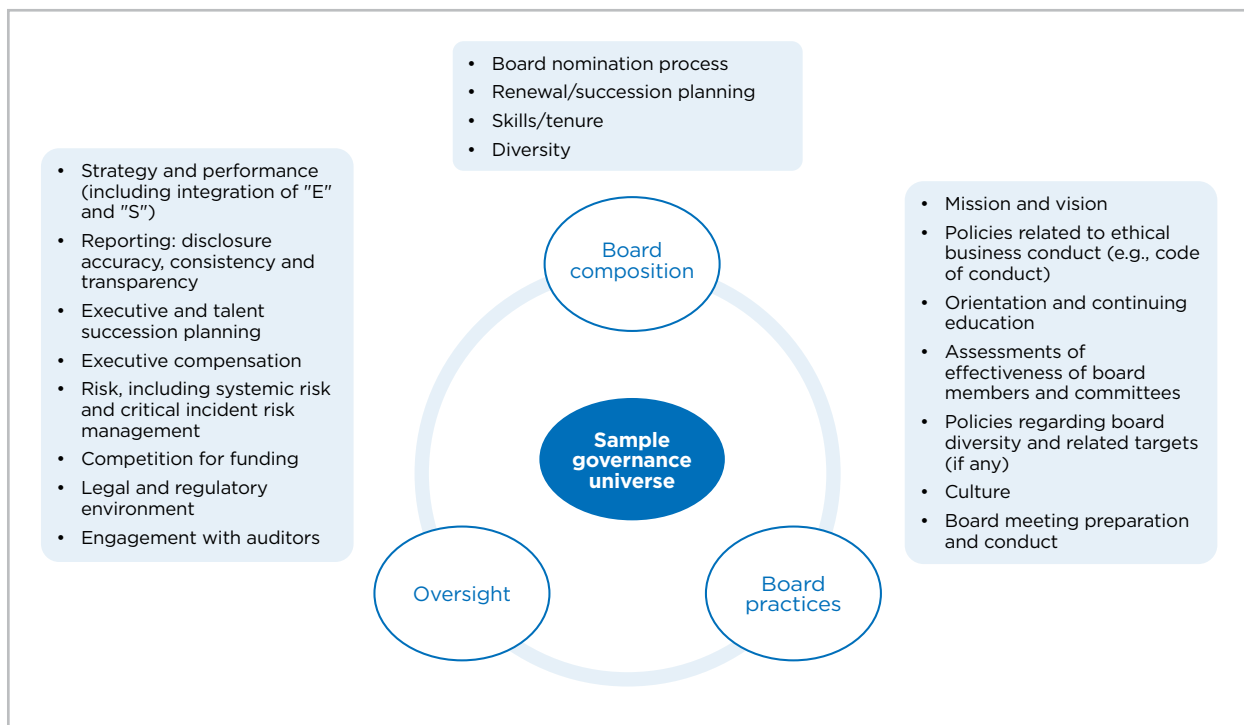 • Board nomination process
• Renewal/succession planning
• Skills/tenure
• Diversity
• Strategy and performance
(including integration of "E"
and "S")
• Reporting: disclosure
accuracy, consistency and
transparency
• Executive and talent
succession planning
• Executive compensation
• Risk, including systemic risk
and critical incident risk
management
• Competition for funding
• Legal and regulatory
environment
• Engagement with auditors
• Mission and vision
• Policies related to ethical
business conduct (e.g., code
of conduct)
• Orientation and continuing
education
• Assessments of
effectiveness of board
members and committees
• Policies regarding board
diversity and related targets
(if any)
• Culture
• Board meeting preparation
and conduct
Board
composition
Sample
governance
universe
Oversight
Board
practices